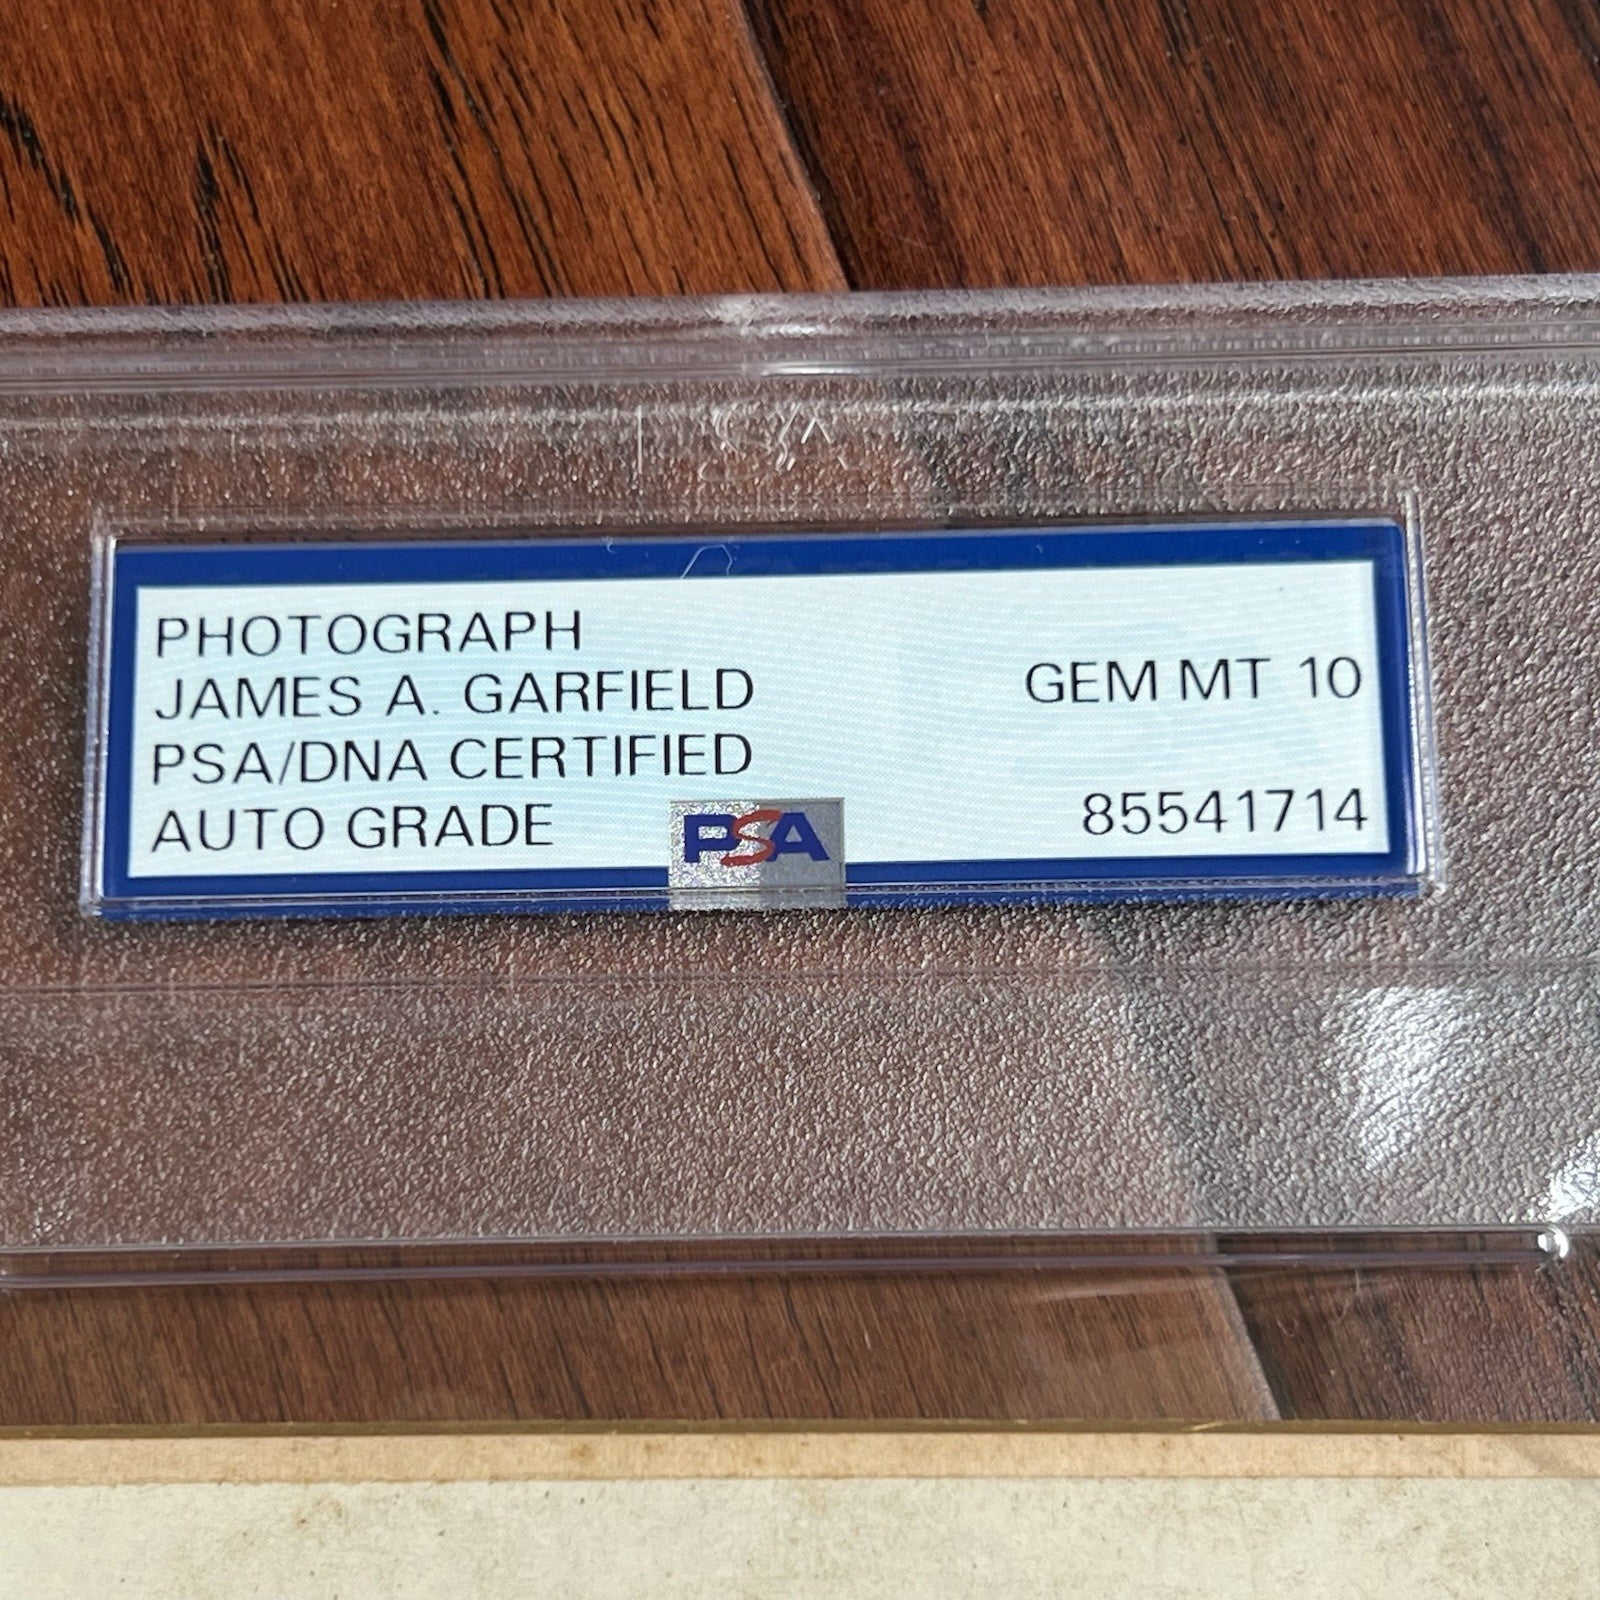 PHOTOGRAPH
JAMES A. GARFIELD GEM MT 10
PSA/DNA CERTIFIED
AUTO GRADE 85541714
PSA